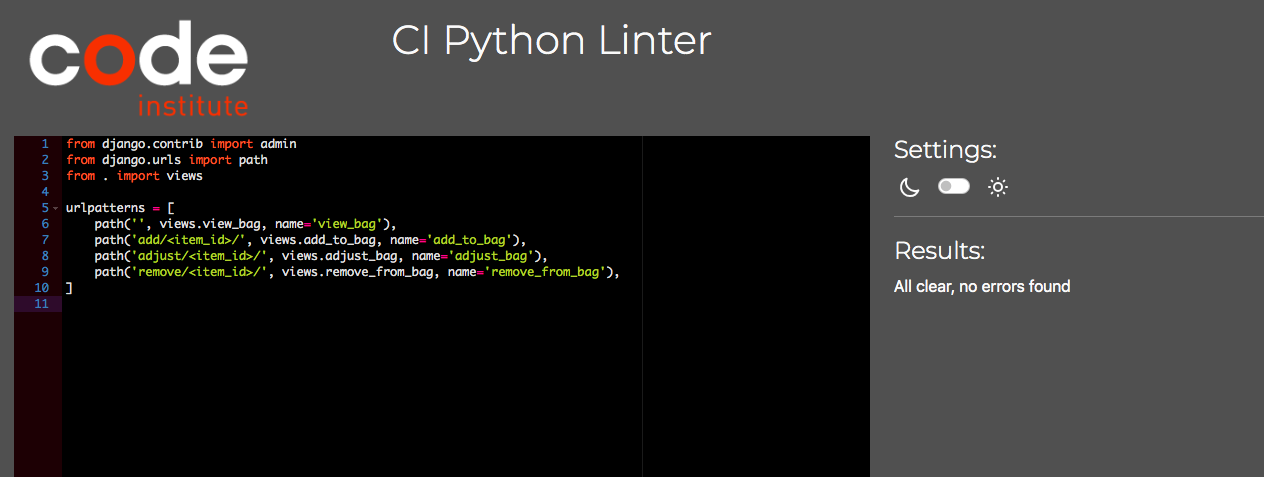 code
institute
CI Python Linter
1 from django.contrib import admin
2 from django.urls import path
3 from . import views
4
5 urlpatterns = [
6     path('', views.view_bag, name='view_bag'),
7     path('add/<item_id>/', views.add_to_bag, name='add_to_bag'),
8     path('adjust/<item_id>/', views.adjust_bag, name='adjust_bag'),
9     path('remove/<item_id>/', views.remove_from_bag, name='remove_from_bag'),
10 ]
11
Settings:
Results:
All clear, no errors found